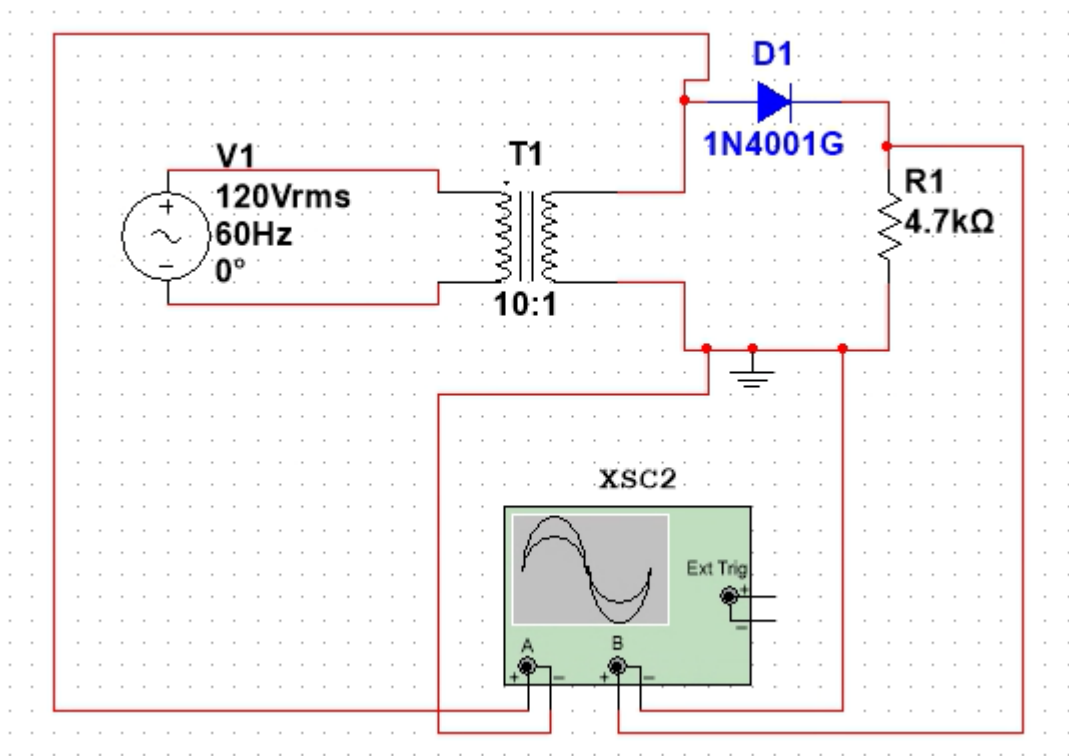 D1
1N4001G
V1
120Vrms
60Hz
0°
T1
10:1
R1
4.7kΩ
XSC2
Ext Trig
+
−
A
B
+
−
+
−